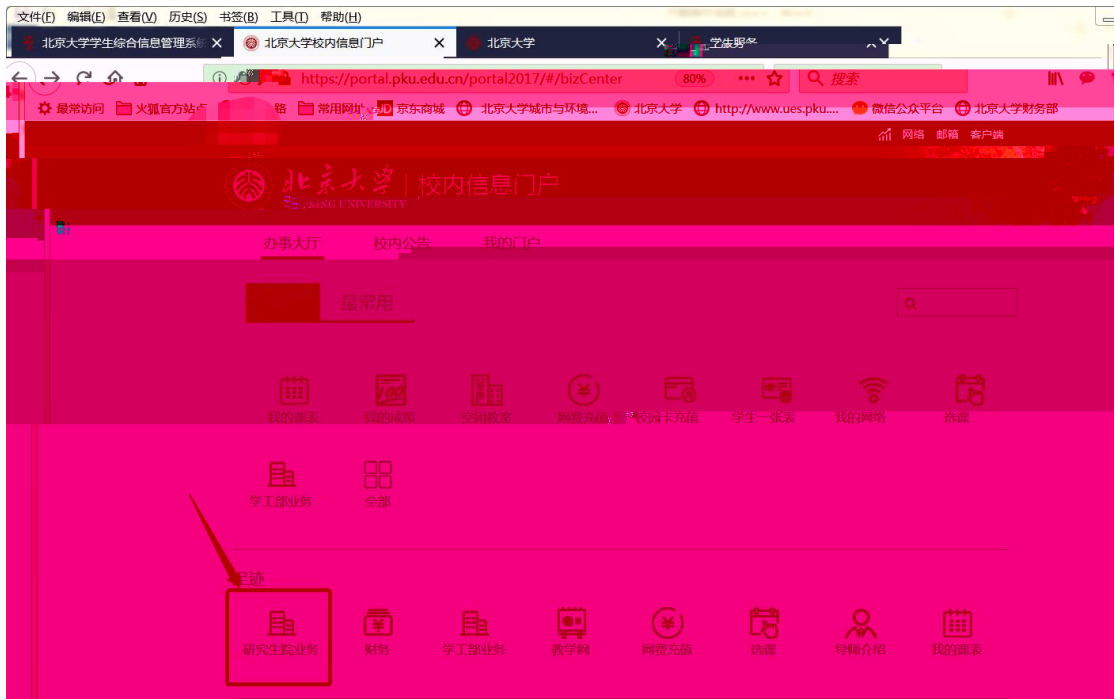 文件(F) 编辑(E) 查看(V) 历史(S) 书签(B) 工具(T) 帮助(H)
北京大学学生综合信息管理系统 北京大学校内信息门户 北京大学
https://portal.pku.edu.cn/portal2017/#/bizCenter 80% 搜索
最常访问 火狐官方站点 常用网址 JD 京东商城 北京大学城市与环境... 北京大学 http://www.ues.pku.... 微信公众平台 北京大学财务部
网络 邮箱 客户端
北京大学 校内信息门户
PEKING UNIVERSITY
办事大厅 校内公告 我的门户
最常用
我的课表 我的成绩 空闲教室 网费充值 校园卡充值 学生一张表 我的网络 选课
学工部业务 全部
足迹
研究生院业务 财务 学工部业务 教学网 网费充值 选课 导师介绍 我的课表